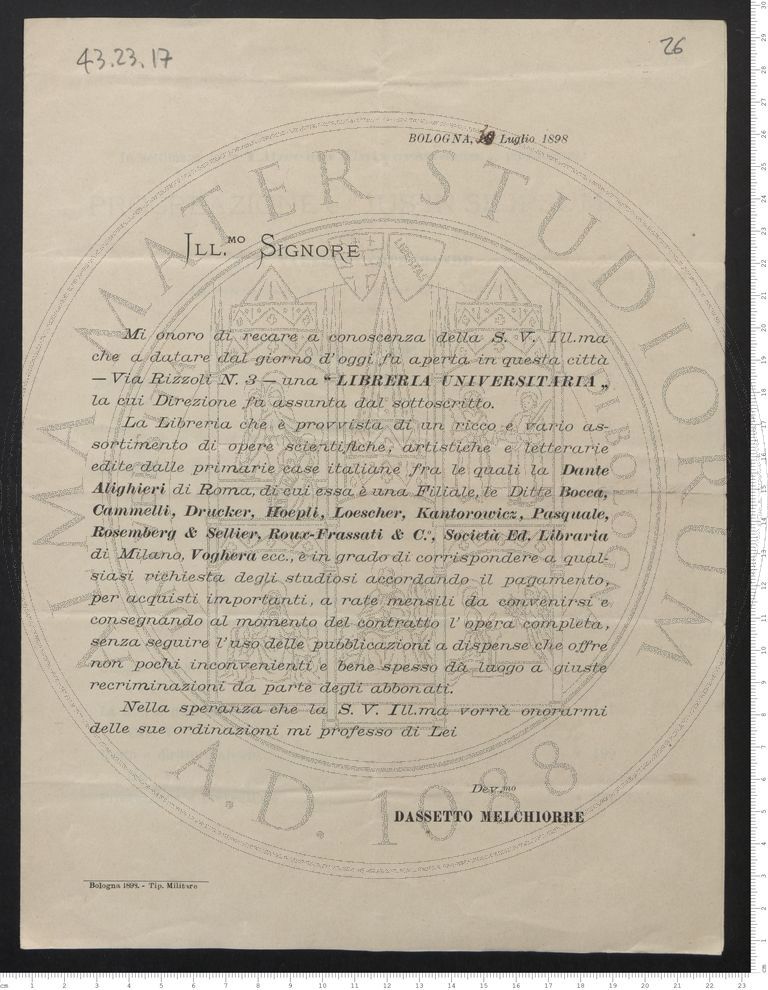 43.23.17
26
BOLOGNA, Luglio 1898
ILL.MO SIGNORE
Mi onoro di recare a conoscenza della S. V. Ill.ma
che a datare dal giorno d'oggi fu aperta in questa città
— Via Rizzoli N. 3 — una “ LIBRERIA UNIVERSITARIA „
la cui Direzione fu assunta dal sottoscritto.
La Libreria che è provvista di un ricco e vario as-
sortimento di opere scientifiche, artistiche e letterarie
edite dalle primarie case italiane fra le quali la Dante
Alighieri di Roma, di cui essa è una Filiale, le Ditte Bocca,
Cammelli, Drucker, Hoepli, Loescher, Kantorowicz, Pasquale,
Rosemberg & Sellier, Roux-Frassati & C.°, Società Ed. Libraria
di Milano, Voghera ecc., è in grado di corrispondere a qual-
siasi richiesta degli studiosi accordando il pagamento,
per acquisti importanti, a rate mensili da convenirsi e
consegnando al momento del contratto l'opera completa,
senza seguire l'uso delle pubblicazioni a dispense che offre
non pochi inconvenienti e bene spesso dà luogo a giuste
recriminazioni da parte degli abbonati.
Nella speranza che la S. V. Ill.ma vorrà onorarmi
delle sue ordinazioni mi professo di Lei
Dev.mo
DASSETTO MELCHIORRE
Bologna 1898. - Tip. Militare
ALMA MATER STUDIORUM
A.D. 1088